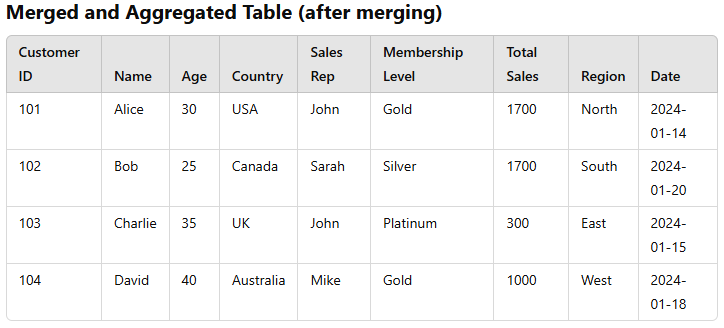 Merged and Aggregated Table (after merging)
Customer ID Name Age Country Sales Rep Membership Level Total Sales Region Date
101 Alice 30 USA John Gold 1700 North 2024-01-14
102 Bob 25 Canada Sarah Silver 1700 South 2024-01-20
103 Charlie 35 UK John Platinum 300 East 2024-01-15
104 David 40 Australia Mike Gold 1000 West 2024-01-18